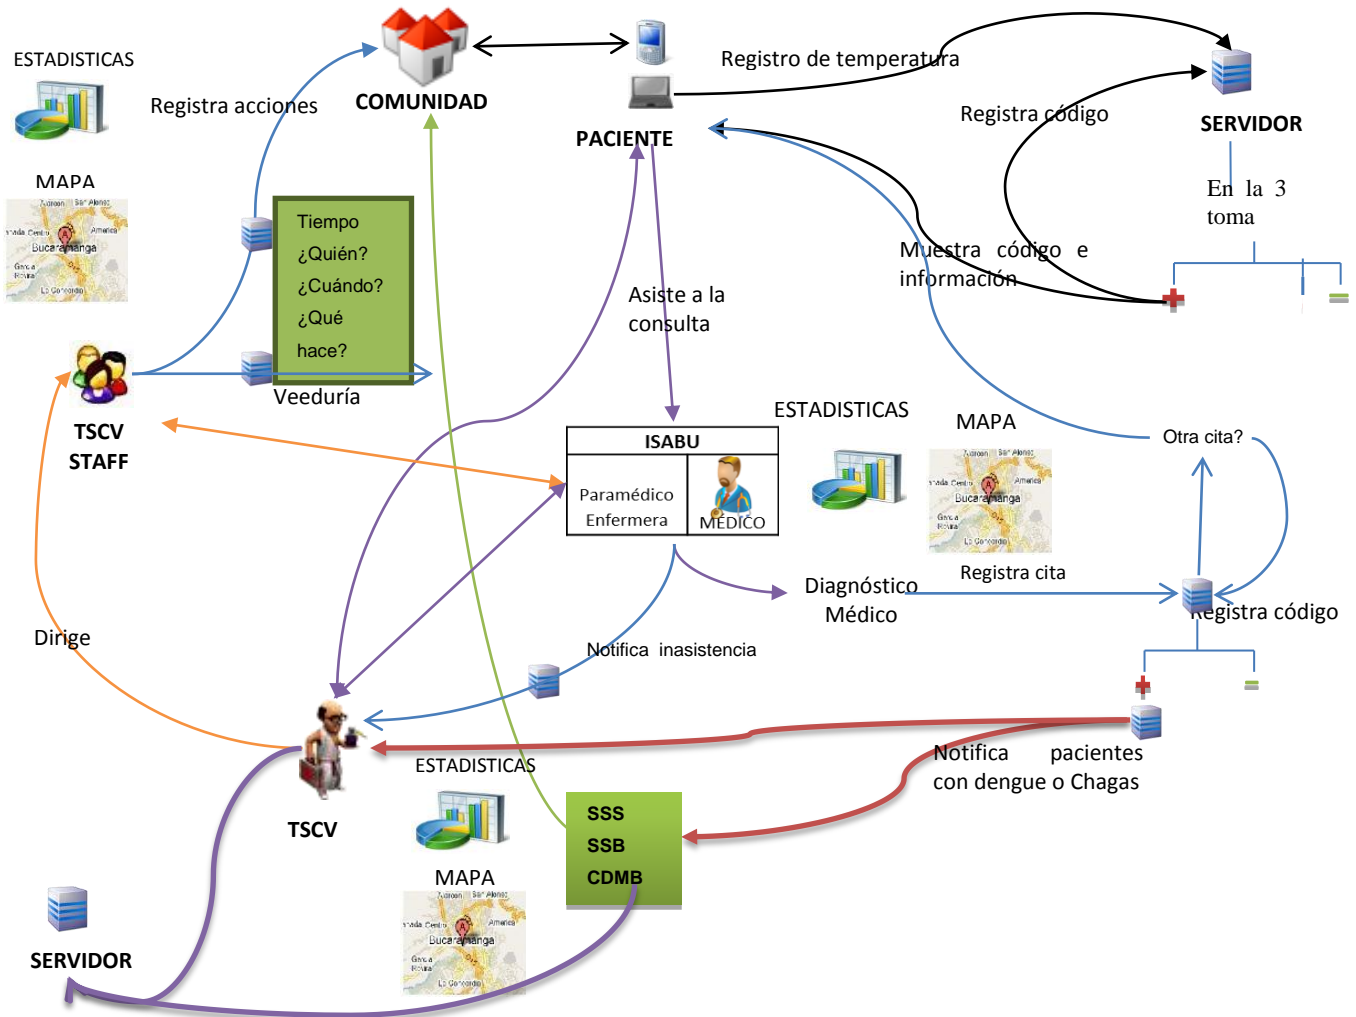 ESTADISTICAS
Registra acciones
COMUNIDAD
PACIENTE
Registro de temperatura
Registra código
SERVIDOR
En la 3
toma
MAPA
Bucaramanga
Tiempo
¿Quién?
¿Cuándo?
¿Qué
hace?
Veeduría
Muestra código e
información
Asiste a la
consulta
TSCV
STAFF
ISABU
Paramédico
Enfermera
MÉDICO
ESTADISTICAS
MAPA
Bucaramanga
Otra cita?
Diagnóstico
Médico
Registra cita
Registra código
Dirige
Notifica inasistencia
Notifica pacientes
con dengue o Chagas
TSCV
ESTADISTICAS
MAPA
Bucaramanga
SSS
SSB
CDMB
SERVIDOR